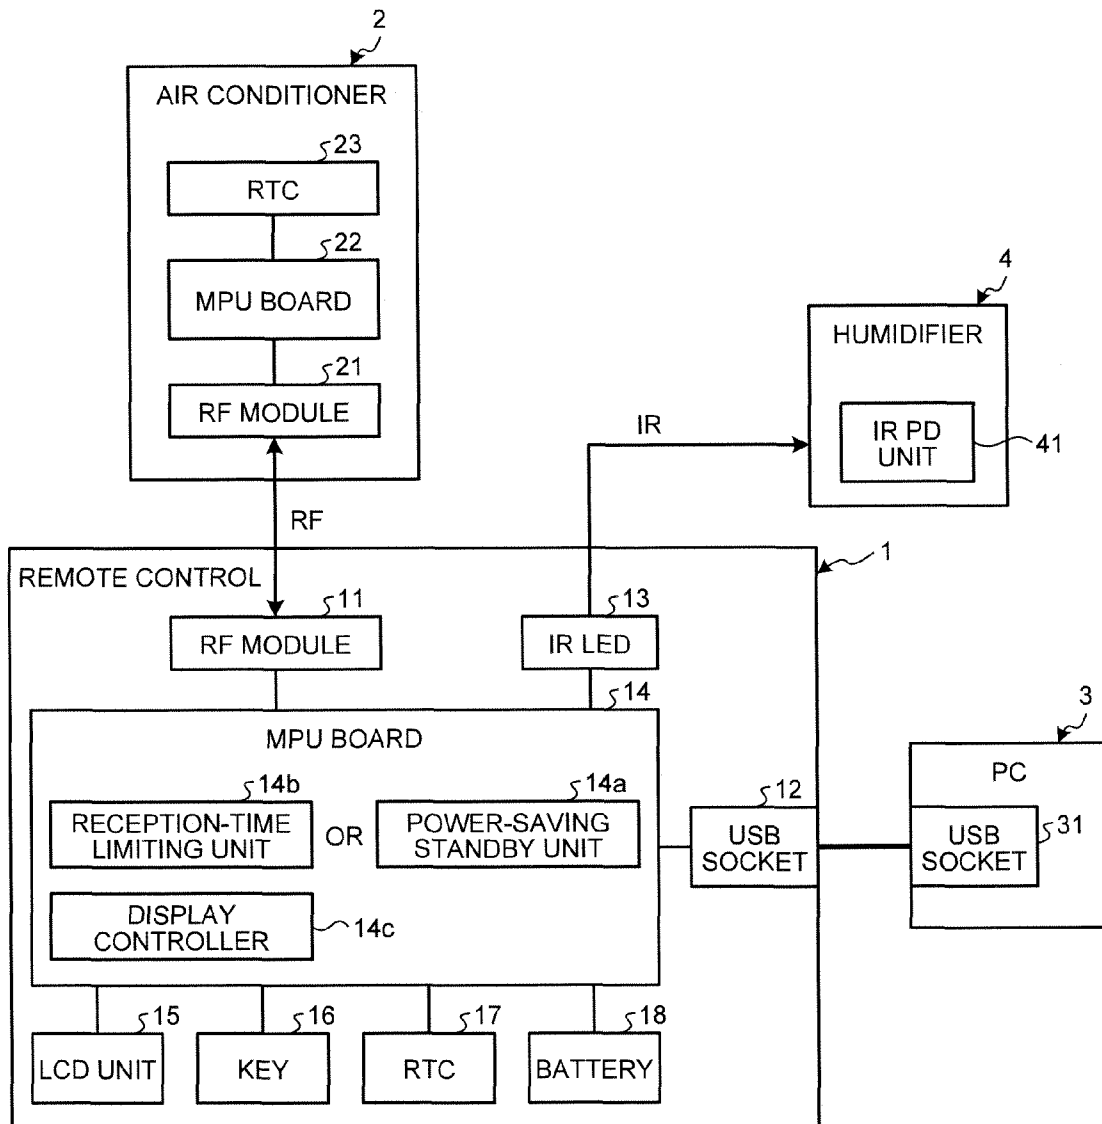 2
AIR CONDITIONER
23
RTC
22
MPU BOARD
21
RF MODULE
RF
4
HUMIDIFIER
IR
IR PD
UNIT
41
1
REMOTE CONTROL
11
RF MODULE
13
IR LED
14
MPU BOARD
14b
RECEPTION-TIME
LIMITING UNIT
OR
14a
POWER-SAVING
STANDBY UNIT
DISPLAY
CONTROLLER
14c
12
USB
SOCKET
3
PC
USB
SOCKET
31
15
LCD UNIT
16
KEY
17
RTC
18
BATTERY